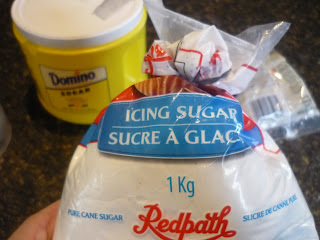 Domino
SUGAR
ICING SUGAR
SUCRE À GLAC
1 Kg
PURE CANE SUGAR
Redpath
SUCRE DE CANNE PUR